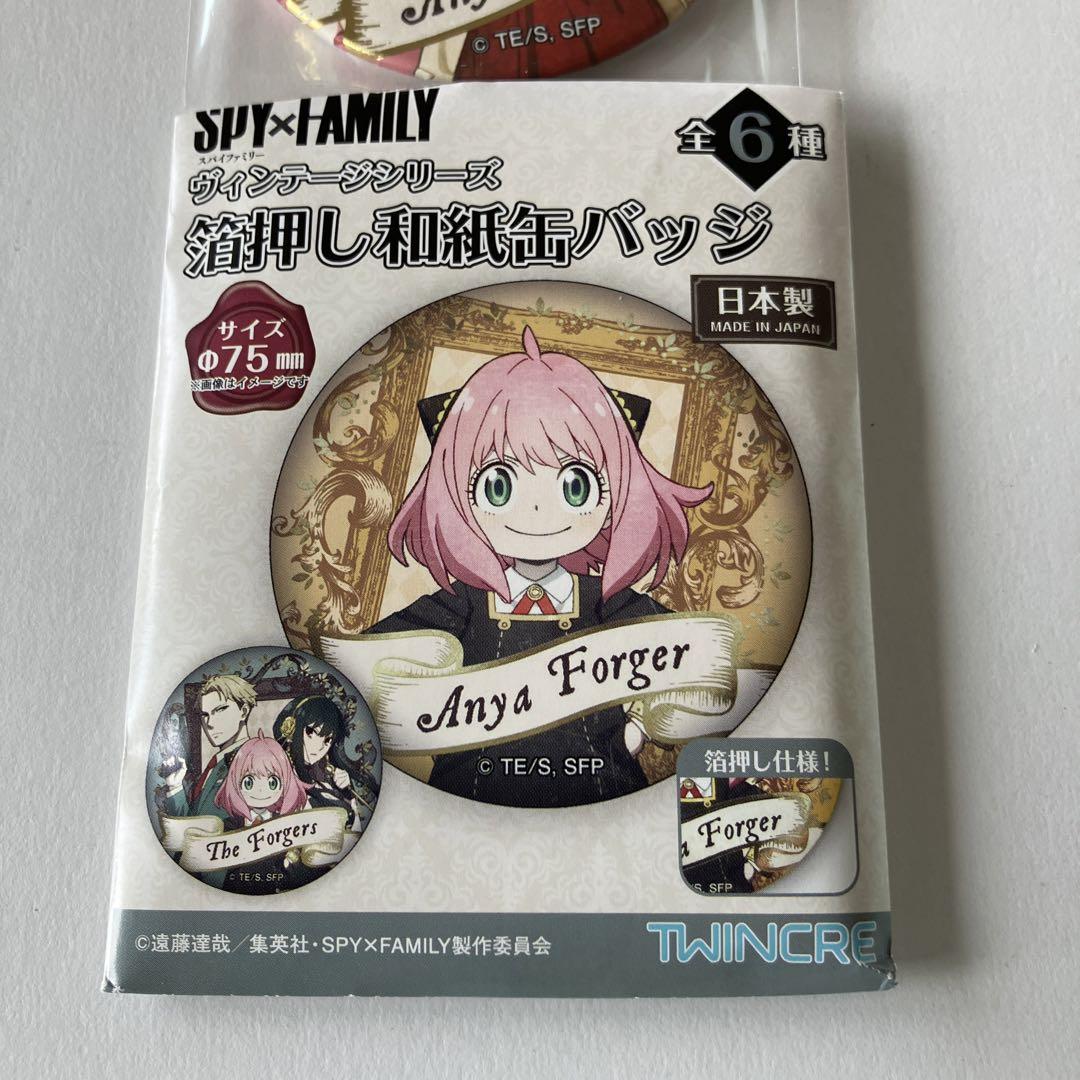 Anya
© TE/S, SFP
SPY×FAMILY
スパイファミリー
全6種
ヴィンテージシリーズ
箔押し和紙缶バッジ
日本製
MADE IN JAPAN
サイズ
Φ75mm
※画像はイメージです
Anya Forger
© TE/S, SFP
The Forgers
© TE/S, SFP
箔押し仕様!
a Forger
/S, SFP
©遠藤達哉/集英社・SPY×FAMILY製作委員会
TWINCRE